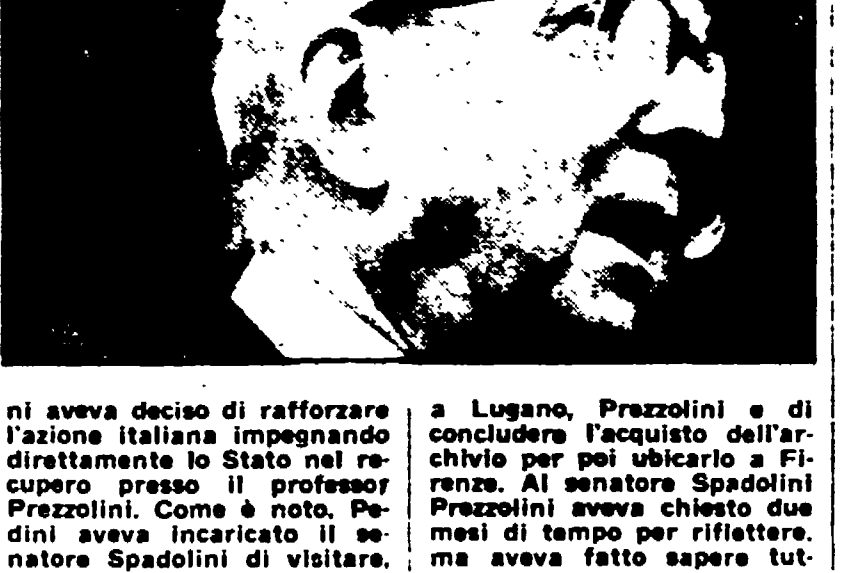 ni aveva deciso di rafforzare
l'azione italiana impegnando
direttamente lo Stato nel re-
cupero presso il professor
Prezzolini. Come è noto, Pe-
dini aveva incaricato il se-
natore Spadolini di visitare,
a Lugano, Prezzolini e di
concludere l'acquisto dell'ar-
chivio per poi ubicarlo a Fi-
renze. Al senatore Spadolini
Prezzolini aveva chiesto due
mesi di tempo per riflettere,
ma aveva fatto sapere tut-